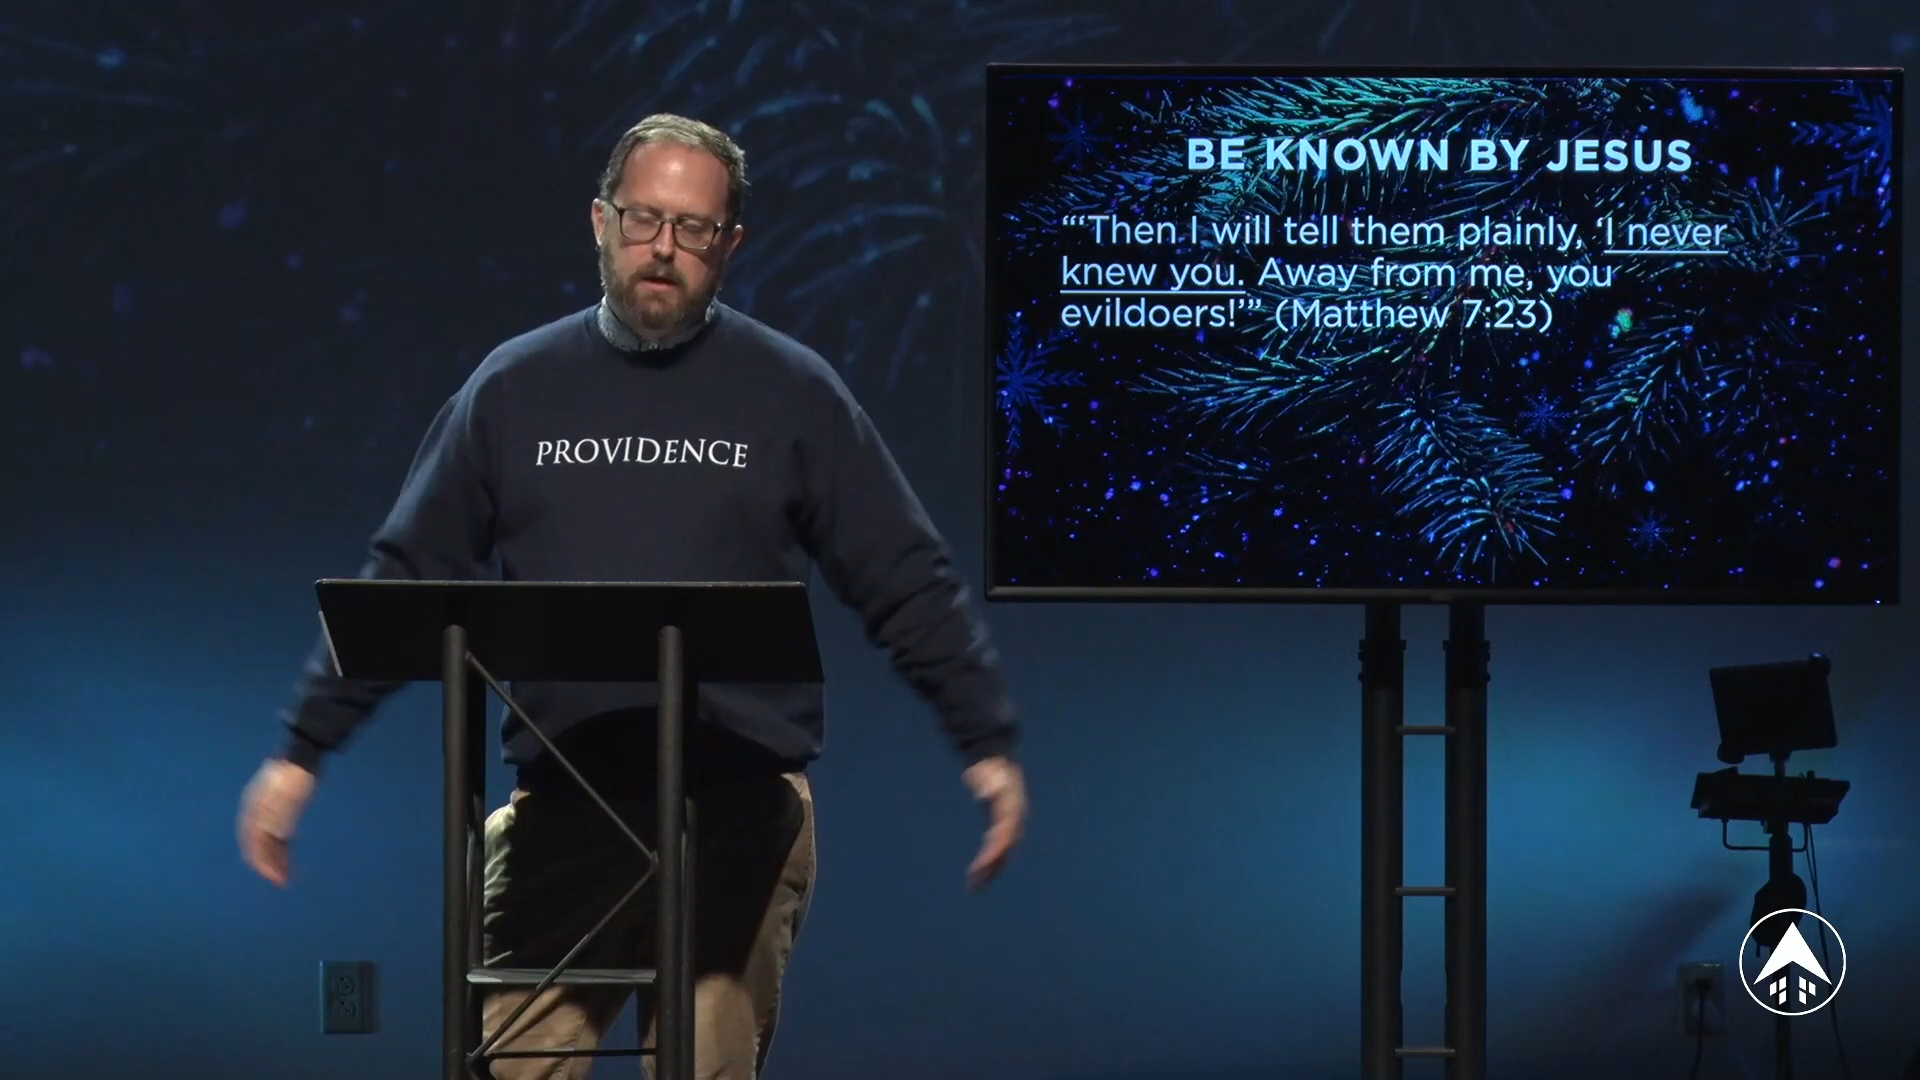 BE KNOWN BY JESUS
“‘Then I will tell them plainly, ‘I never
knew you. Away from me, you
evildoers!’” (Matthew 7:23)
PROVIDENCE